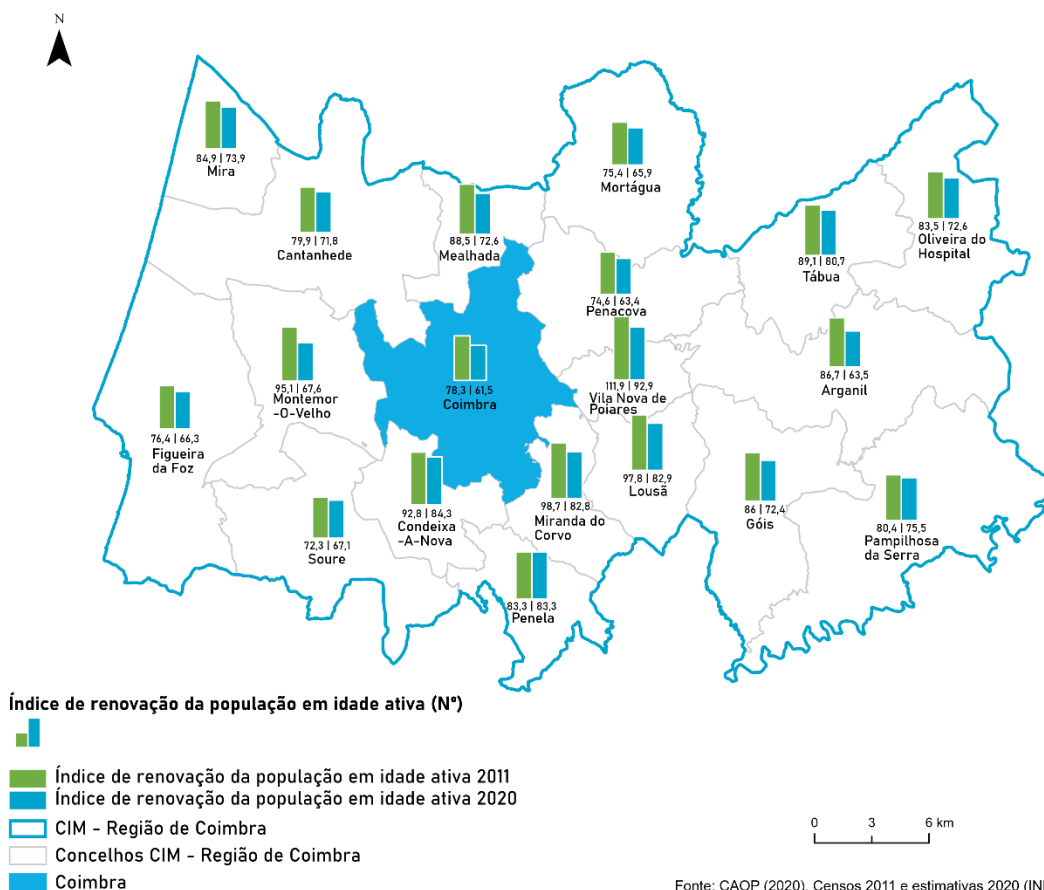 N
84,9 | 73,9
Mira
79,9 | 71,8
Cantanhede
88,5 | 72,6
Mealhada
75,4 | 65,9
Mortágua
89,1 | 80,7
Tábua
83,5 | 72,6
Oliveira do
Hospital
74,6 | 63,4
Penacova
95,1 | 67,6
Montemor
-O-Velho
78,3 | 61,5
Coimbra
111,9 | 92,9
Vila Nova de
Poiares
86,7 | 63,5
Arganil
76,4 | 66,3
Figueira
da Foz
72,3 | 67,1
Soure
92,8 | 84,3
Condeixa
-A-Nova
98,7 | 82,8
Miranda do
Corvo
97,8 | 82,9
Lousã
86 | 72,4
Góis
80,4 | 75,5
Pampilhosa
da Serra
83,3 | 83,3
Penela
Índice de renovação da população em idade ativa (Nº)
Índice de renovação da população em idade ativa 2011
Índice de renovação da população em idade ativa 2020
CIM - Região de Coimbra
Concelhos CIM - Região de Coimbra
Coimbra
0 3 6 km
Fonte: CAOP (2020), Censos 2011 e estimativas 2020 (IN